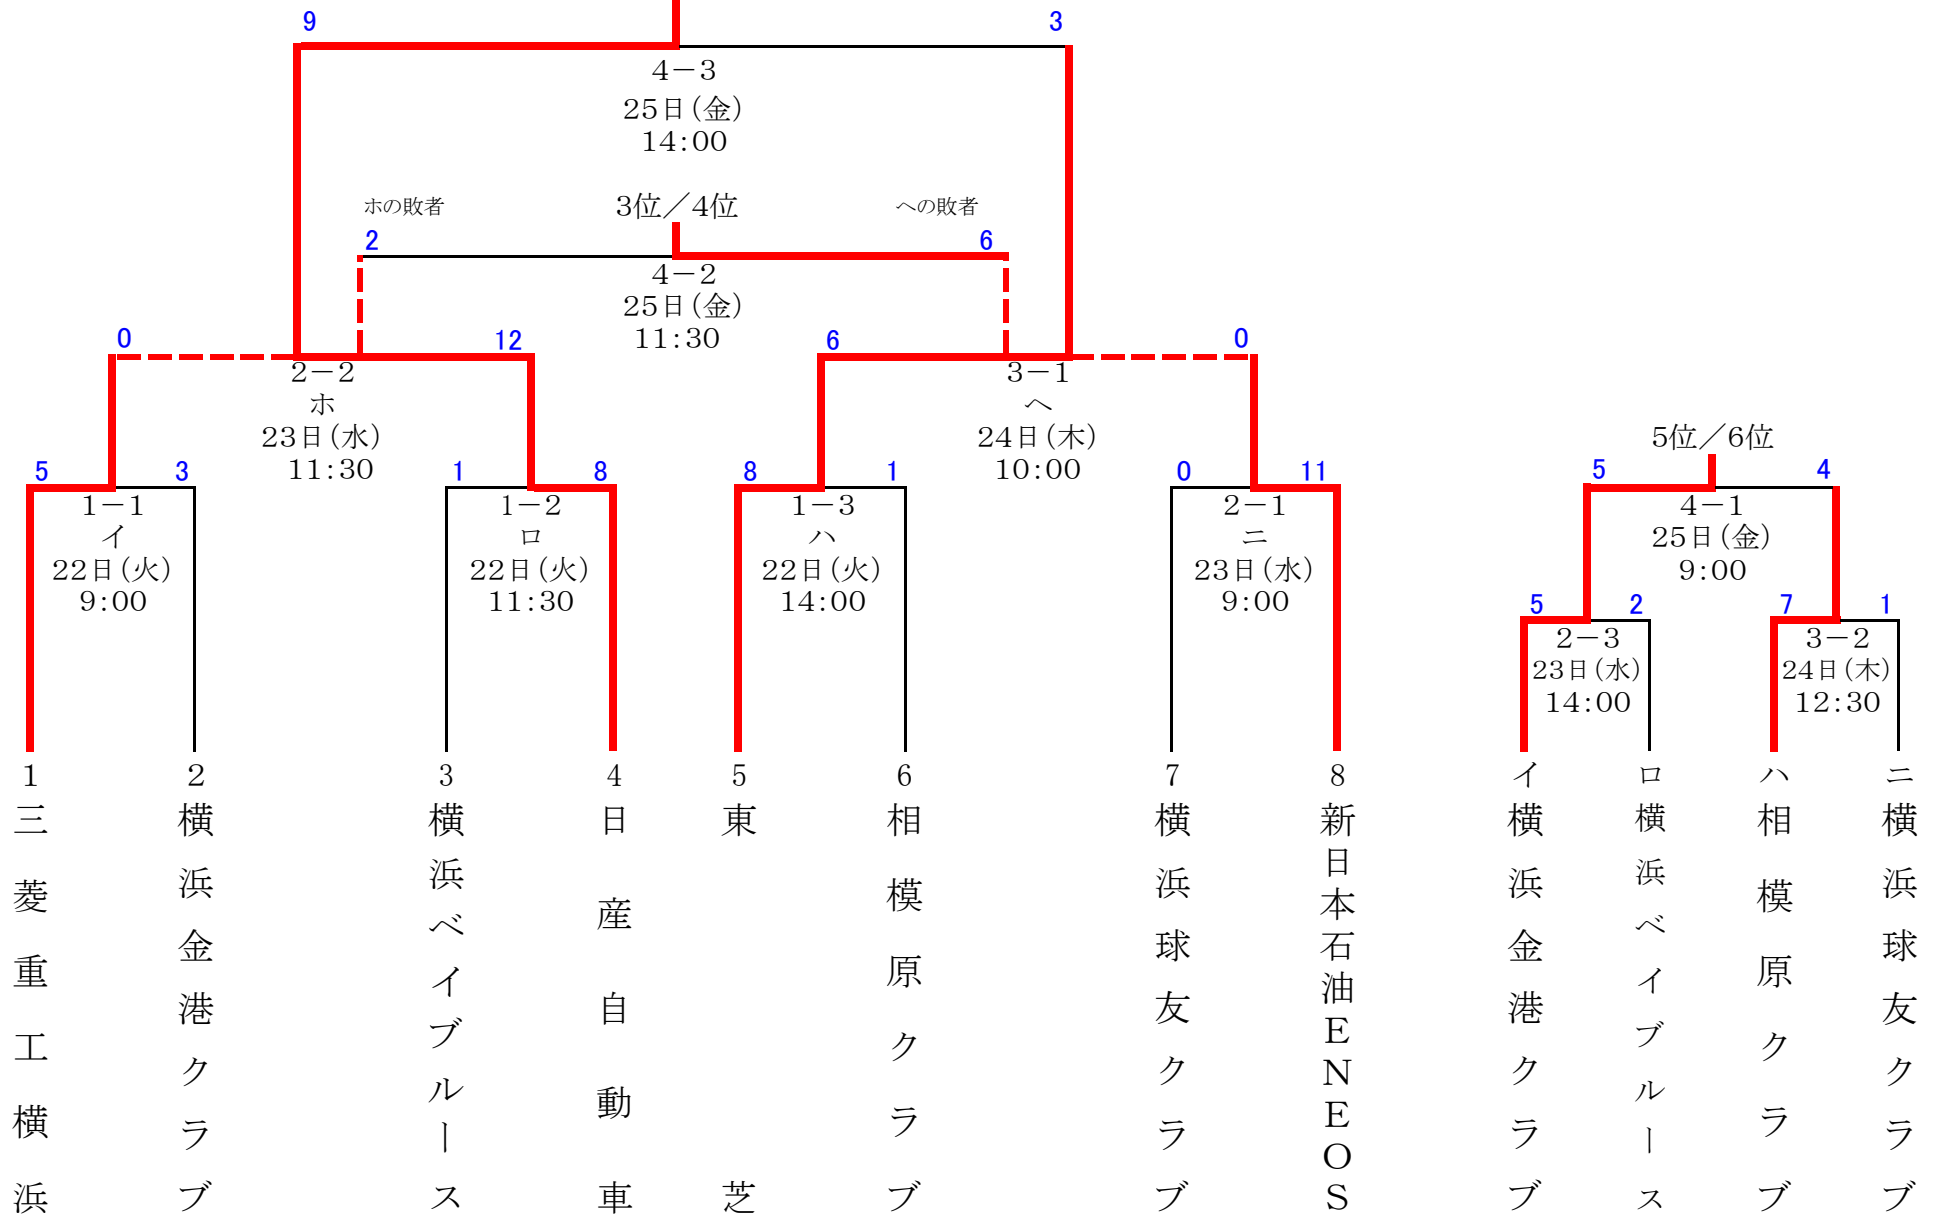 9 3
4－3
25日(金)
14:00
ホの敗者 3位／4位 ヘの敗者
2 6
4－2
25日(金)
11:30
0 12 6 0
2－2 3－1
ホ ヘ
23日(水) 24日(木)
11:30 10:00
5位／6位
5 3 1 8 8 1 0 11 5 4
1－1 1－2 1－3 2－1 4－1
イ ロ ハ ニ 25日(金)
22日(火) 22日(火) 22日(火) 23日(水) 9:00
9:00 11:30 14:00 9:00
5 2 7 1
2－3 3－2
23日(水) 24日(木)
14:00 12:30
1 2 3 4 5 6 7 8 イ ロ ハ ニ
三菱重工横浜
横浜金港クラブ
横浜ベイブルース
日産自動車
東芝
相模原クラブ
横浜球友クラブ
新日本石油ENEOS
横浜金港クラブ
横浜ベイブルース
相模原クラブ
横浜球友クラブ